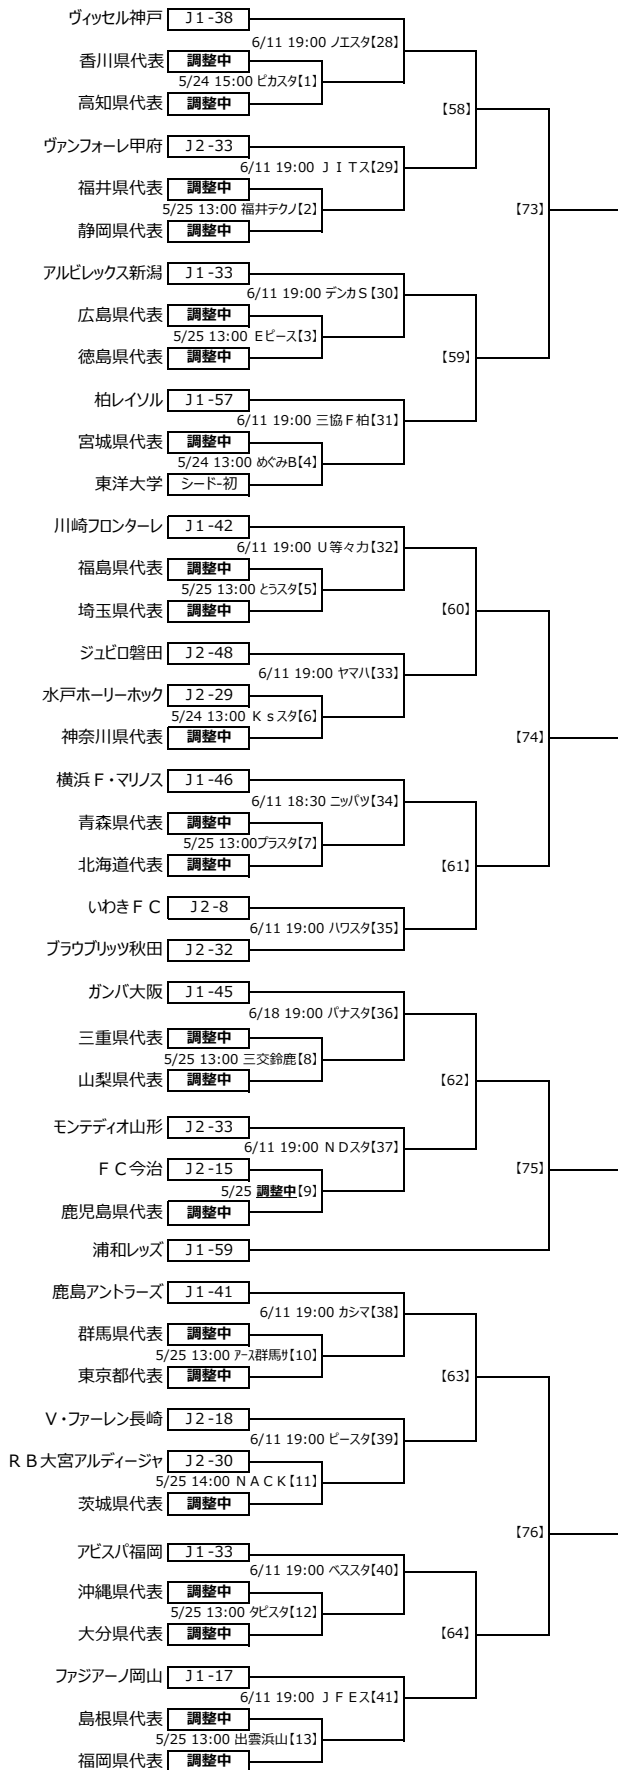 ヴィッセル神戸 J1-38
6/11 19:00 ノエスタ【28】
香川県代表 調整中
5/24 15:00 ピカスタ【1】
高知県代表 調整中
【58】
ヴァンフォーレ甲府 J2-33
6/11 19:00 JITス【29】
福井県代表 調整中
5/25 13:00 福井テクノ【2】
静岡県代表 調整中
【73】
アルビレックス新潟 J1-33
6/11 19:00 デンカS【30】
広島県代表 調整中
5/25 13:00 Eピース【3】
徳島県代表 調整中
【59】
柏レイソル J1-57
6/11 19:00 三協F柏【31】
宮城県代表 調整中
5/24 13:00 めぐみB【4】
東洋大学 シード-初
川崎フロンターレ J1-42
6/11 19:00 U等々力【32】
福島県代表 調整中
5/25 13:00 とうスタ【5】
埼玉県代表 調整中
【60】
ジュビロ磐田 J2-48
6/11 19:00 ヤマハ【33】
水戸ホーリーホック J2-29
5/24 13:00 Ksスタ【6】
神奈川県代表 調整中
【74】
横浜F・マリノス J1-46
6/11 18:30 ニッパツ【34】
青森県代表 調整中
5/25 13:00プラスタ【7】
北海道代表 調整中
【61】
いわきFC J2-8
6/11 19:00 ハワスタ【35】
ブラウブリッツ秋田 J2-32
ガンバ大阪 J1-45
6/18 19:00 パナスタ【36】
三重県代表 調整中
5/25 13:00 三交鈴鹿【8】
山梨県代表 調整中
【62】
モンテディオ山形 J2-33
6/11 19:00 NDスタ【37】
FC今治 J2-15
【75】
5/25 調整中【9】
鹿児島県代表 調整中
浦和レッズ J1-59
鹿島アントラーズ J1-41
6/11 19:00 カシマ【38】
群馬県代表 調整中
5/25 13:00 アース群馬サ【10】
東京都代表 調整中
【63】
V・ファーレン長崎 J2-18
6/11 19:00 ピースタ【39】
RB大宮アルディージャ J2-30
5/25 14:00 NACK【11】
茨城県代表 調整中
【76】
アビスパ福岡 J1-33
6/11 19:00 ベススタ【40】
沖縄県代表 調整中
5/25 13:00 タピスタ【12】
大分県代表 調整中
【64】
ファジアーノ岡山 J1-17
6/11 19:00 JFEス【41】
島根県代表 調整中
5/25 13:00 出雲浜山【13】
福岡県代表 調整中